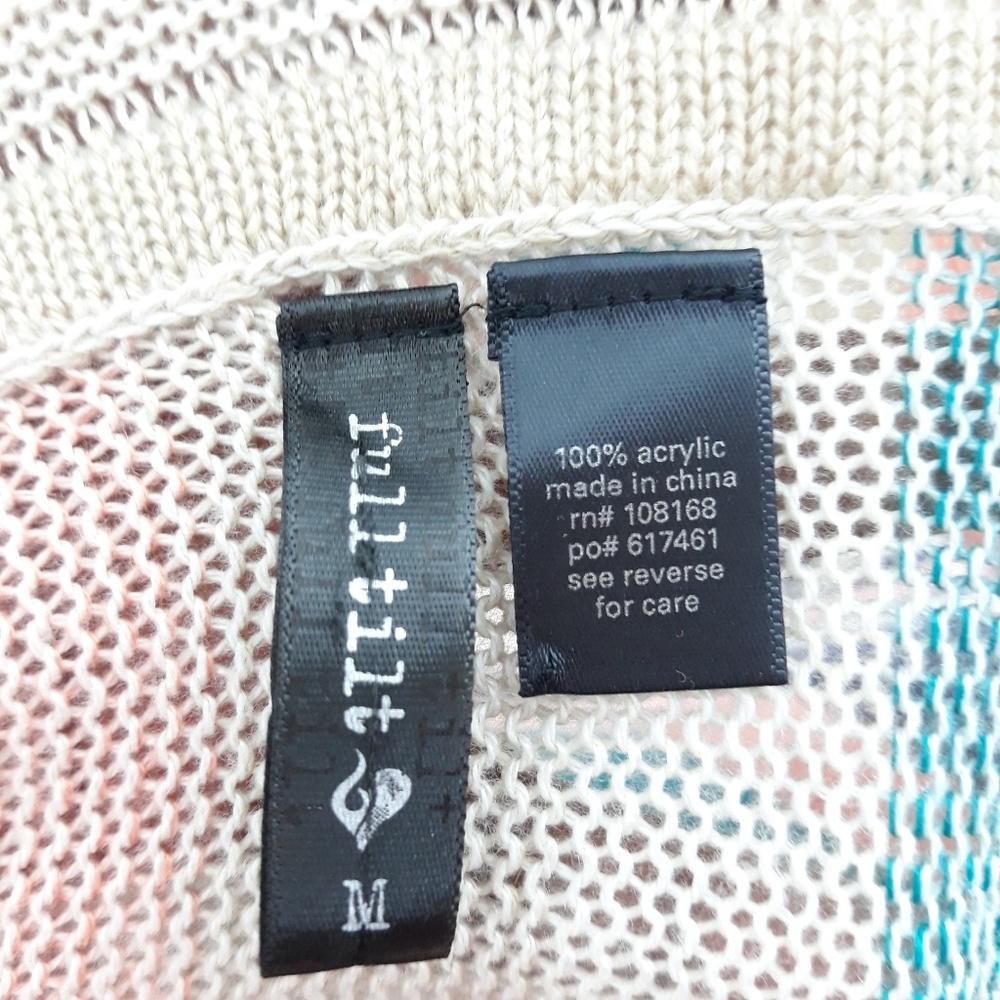 full tilt
M
100% acrylic
made in china
rn# 108168
po# 617461
see reverse
for care